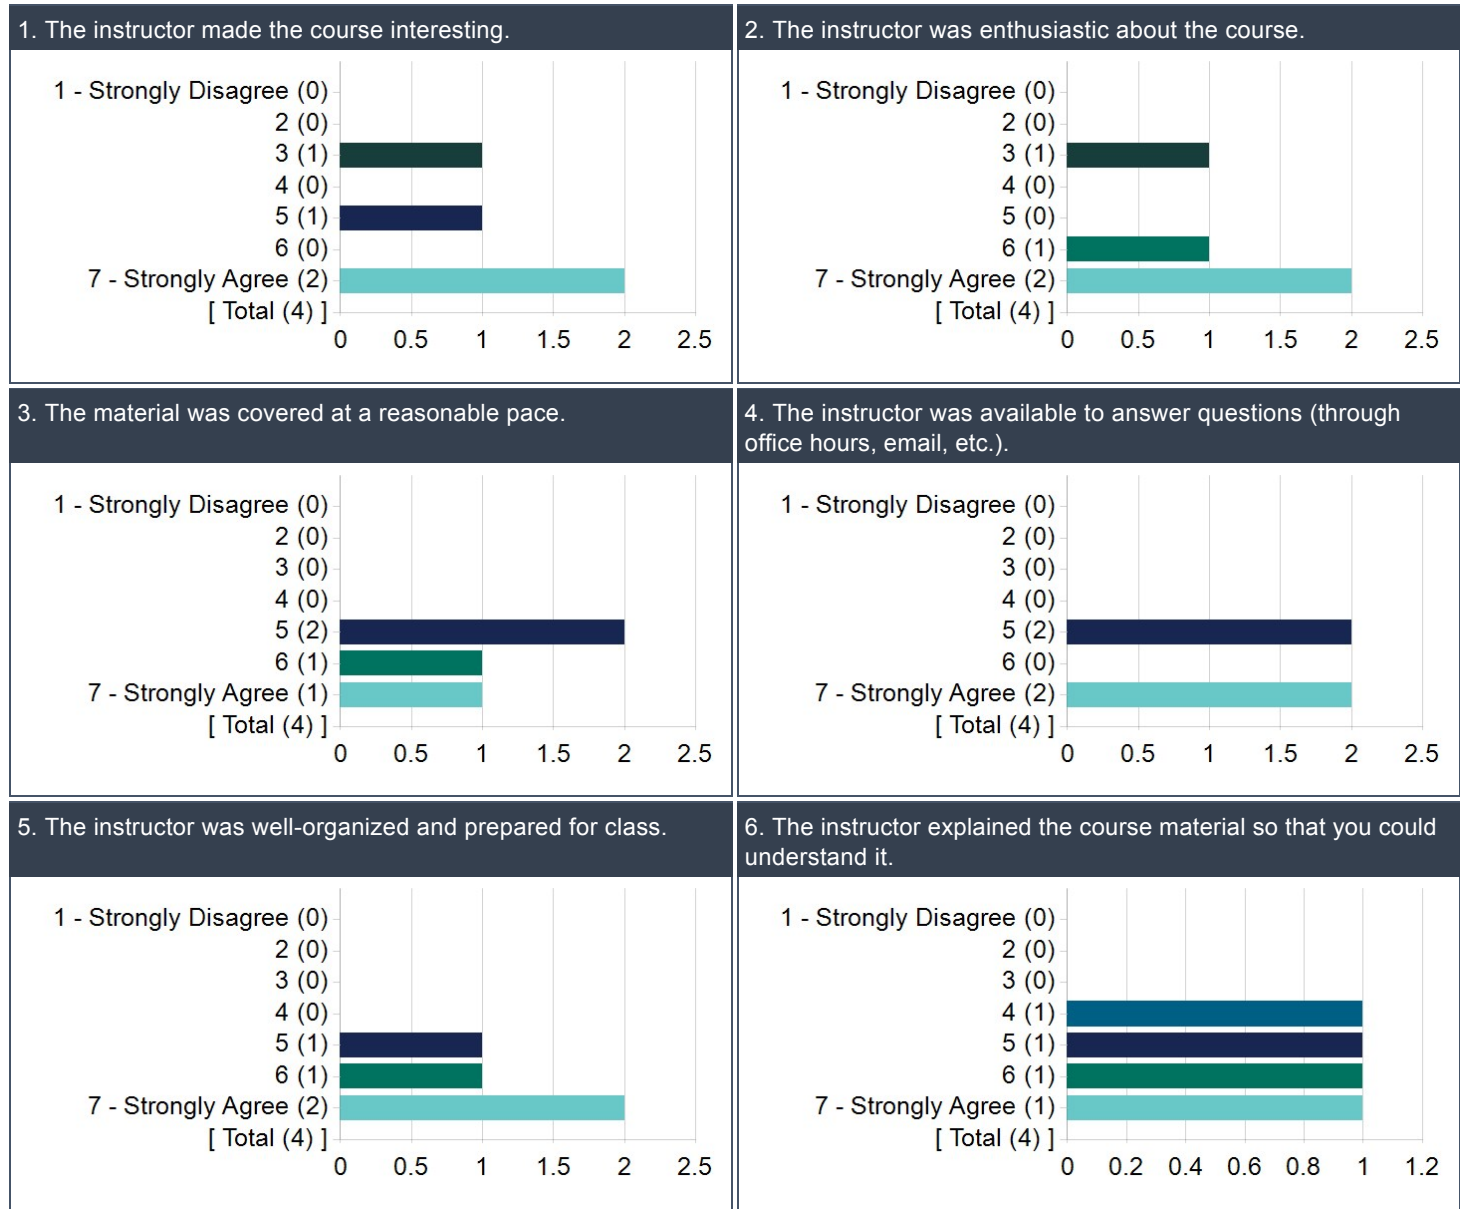 1. The instructor made the course interesting.
1 - Strongly Disagree (0)
2 (0)
3 (1)
4 (0)
5 (1)
6 (0)
7 - Strongly Agree (2)
[ Total (4) ]
0 0.5 1 1.5 2 2.5
2. The instructor was enthusiastic about the course.
1 - Strongly Disagree (0)
2 (0)
3 (1)
4 (0)
5 (0)
6 (1)
7 - Strongly Agree (2)
[ Total (4) ]
0 0.5 1 1.5 2 2.5
3. The material was covered at a reasonable pace.
1 - Strongly Disagree (0)
2 (0)
3 (0)
4 (0)
5 (2)
6 (1)
7 - Strongly Agree (1)
[ Total (4) ]
0 0.5 1 1.5 2 2.5
4. The instructor was available to answer questions (through
office hours, email, etc.).
1 - Strongly Disagree (0)
2 (0)
3 (0)
4 (0)
5 (2)
6 (0)
7 - Strongly Agree (2)
[ Total (4) ]
0 0.5 1 1.5 2 2.5
5. The instructor was well-organized and prepared for class.
1 - Strongly Disagree (0)
2 (0)
3 (0)
4 (0)
5 (1)
6 (1)
7 - Strongly Agree (2)
[ Total (4) ]
0 0.5 1 1.5 2 2.5
6. The instructor explained the course material so that you could
understand it.
1 - Strongly Disagree (0)
2 (0)
3 (0)
4 (1)
5 (1)
6 (1)
7 - Strongly Agree (1)
[ Total (4) ]
0 0.2 0.4 0.6 0.8 1 1.2